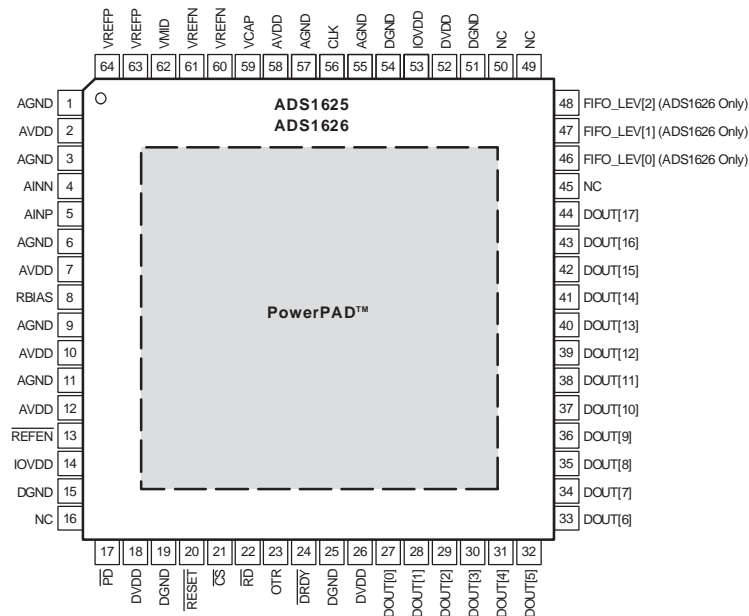 VREFP VREFP VMID VREFN VREFN VCAP AVDD AGND CLK AGND DGND IOVDD DVDD DGND NC NC
64 63 62 61 60 59 58 57 56 55 54 53 52 51 50 49
ADS1625
ADS1626
AGND 1
AVDD 2
AGND 3
AINN 4
AINP 5
AGND 6
AVDD 7
RBIAS 8
AGND 9
AVDD 10
AGND 11
AVDD 12
REFEN 13
IOVDD 14
DGND 15
NC 16
PowerPAD™
48 FIFO_LEV[2] (ADS1626 Only)
47 FIFO_LEV[1] (ADS1626 Only)
46 FIFO_LEV[0] (ADS1626 Only)
45 NC
44 DOUT[17]
43 DOUT[16]
42 DOUT[15]
41 DOUT[14]
40 DOUT[13]
39 DOUT[12]
38 DOUT[11]
37 DOUT[10]
36 DOUT[9]
35 DOUT[8]
34 DOUT[7]
33 DOUT[6]
17 18 19 20 21 22 23 24 25 26 27 28 29 30 31 32
PD DVDD DGND RESET CS RD OTR DRDY DGND DVDD DOUT[0] DOUT[1] DOUT[2] DOUT[3] DOUT[4] DOUT[5]